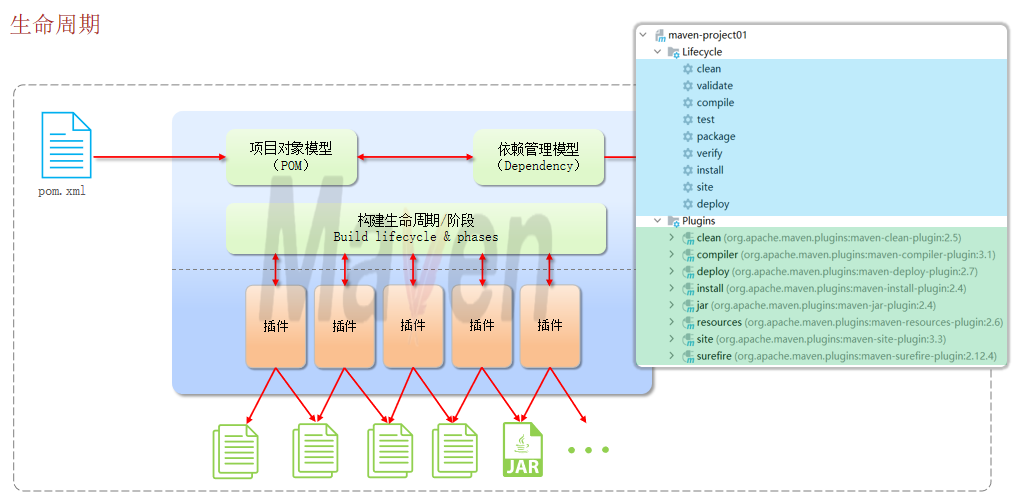 生命周期
pom.xml
项目对象模型
(POM)
依赖管理模型
(Dependency)
构建生命周期/阶段
Build lifecycle & phases
Maven
插件
插件
插件
插件
插件
JAR
maven-project01
Lifecycle
clean
validate
compile
test
package
verify
install
site
deploy
Plugins
clean (org.apache.maven.plugins:maven-clean-plugin:2.5)
compiler (org.apache.maven.plugins:maven-compiler-plugin:3.1)
deploy (org.apache.maven.plugins:maven-deploy-plugin:2.7)
install (org.apache.maven.plugins:maven-install-plugin:2.4)
jar (org.apache.maven.plugins:maven-jar-plugin:2.4)
resources (org.apache.maven.plugins:maven-resources-plugin:2.6)
site (org.apache.maven.plugins:maven-site-plugin:3.3)
surefire (org.apache.maven.plugins:maven-surefire-plugin:2.12.4)